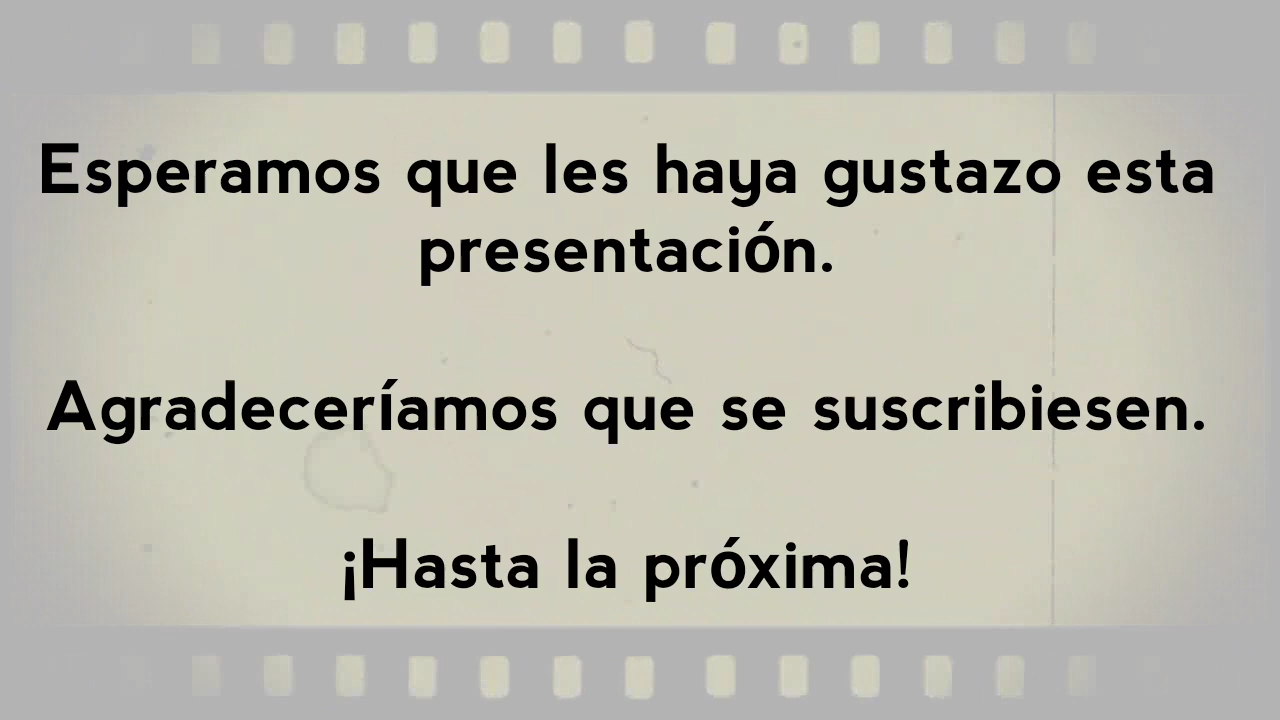 Esperamos que les haya gustazo esta
presentación.
Agradeceríamos que se suscribiesen.
¡Hasta la próxima!